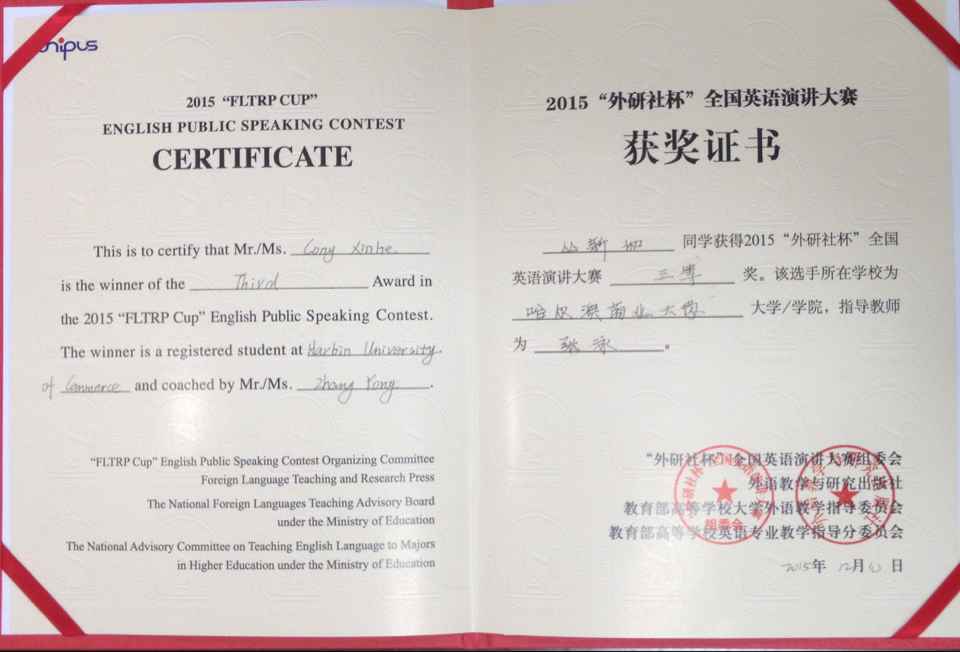 unipus
2015 “FLTRP CUP”
ENGLISH PUBLIC SPEAKING CONTEST
CERTIFICATE
This is to certify that Mr./Ms. Cong Xinhe
is the winner of the Third Award in
the 2015 “FLTRP Cup” English Public Speaking Contest.
The winner is a registered student at Harbin University
of Commerce and coached by Mr./Ms. Zhang Yong.
“FLTRP Cup” English Public Speaking Contest Organizing Committee
Foreign Language Teaching and Research Press
The National Foreign Languages Teaching Advisory Board
under the Ministry of Education
The National Advisory Committee on Teaching English Language to Majors
in Higher Education under the Ministry of Education
2015“外研社杯”全国英语演讲大赛
获奖证书
同学获得2015“外研社杯”全国
英语演讲大赛 三等 奖。该选手所在学校为
哈尔滨商业大学 大学/学院，指导教师
为 张泳。
“外研社杯”全国英语演讲大赛组委会
外语教学与研究出版社
教育部高等学校大学外语教学指导委员会
教育部高等学校英语专业教学指导分委员会
2015年 12月 日
组委会